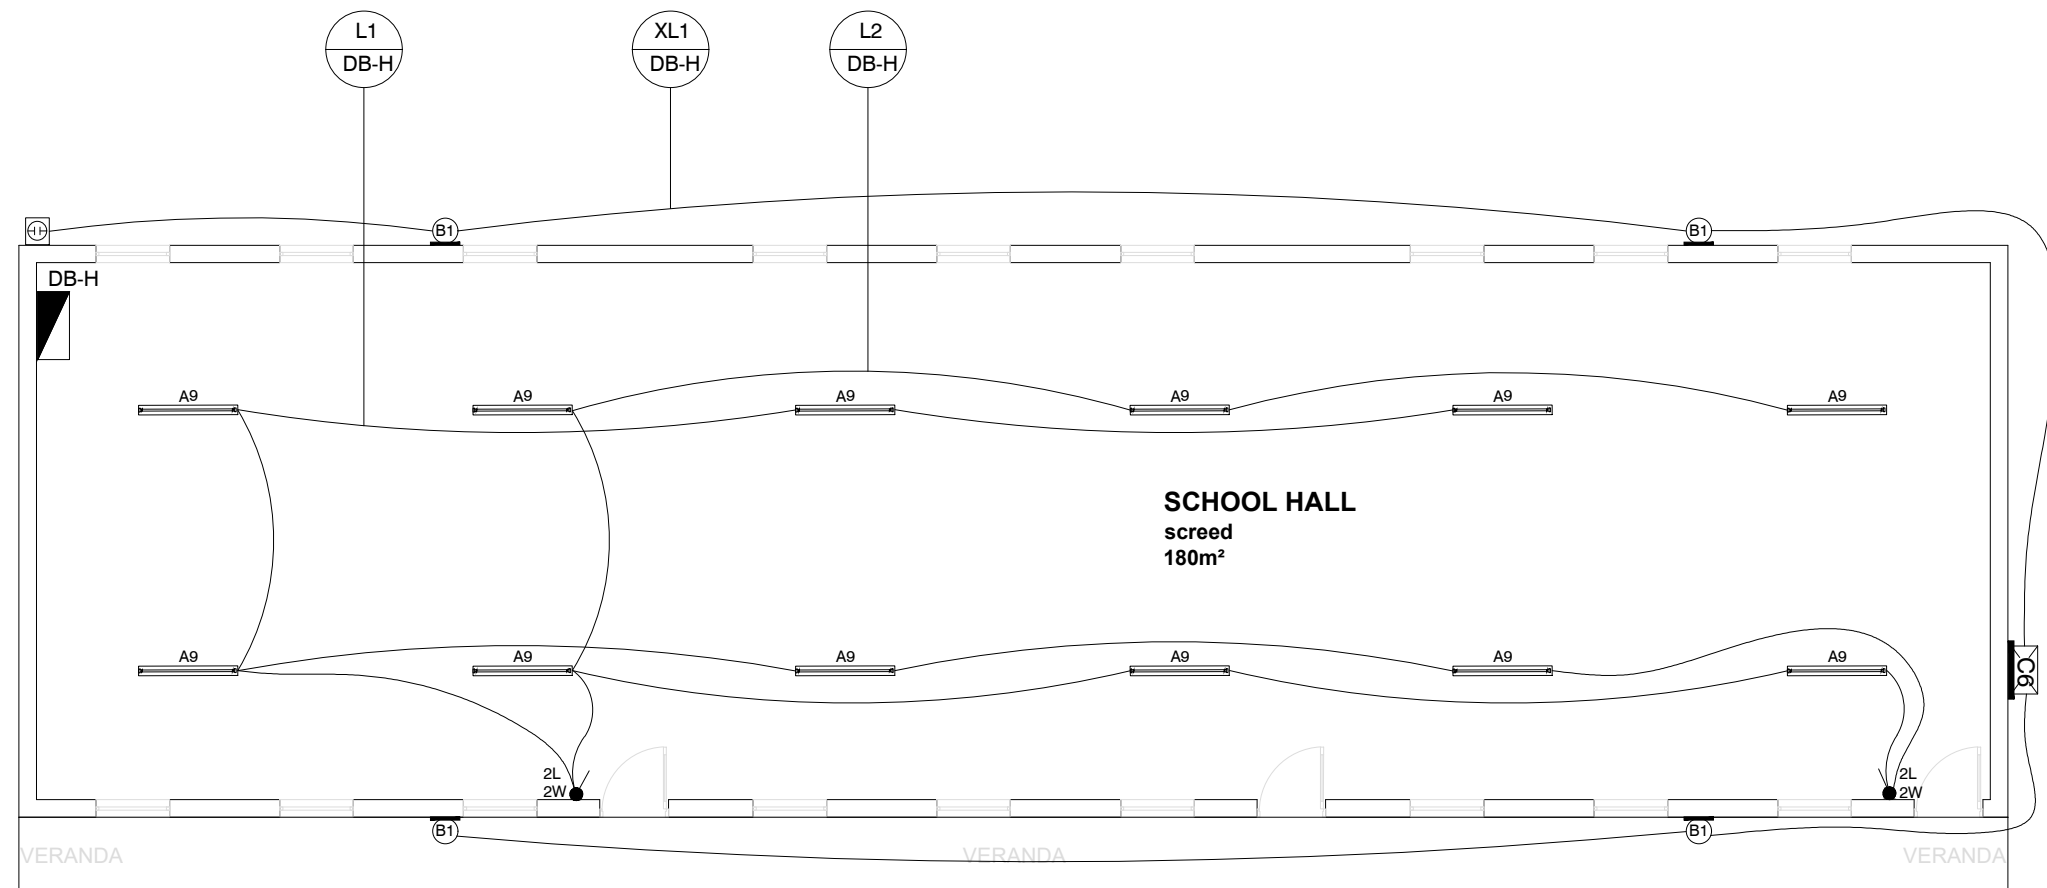 L1
DB-H
XL1
DB-H
L2
DB-H
B1
B1
DB-H
A9
A9
A9
A9
A9
A9
SCHOOL HALL
screed
180m²
A9
A9
A9
A9
A9
A9
C6
2L
2W
2L
2W
B1
B1
VERANDA
VERANDA
VERANDA